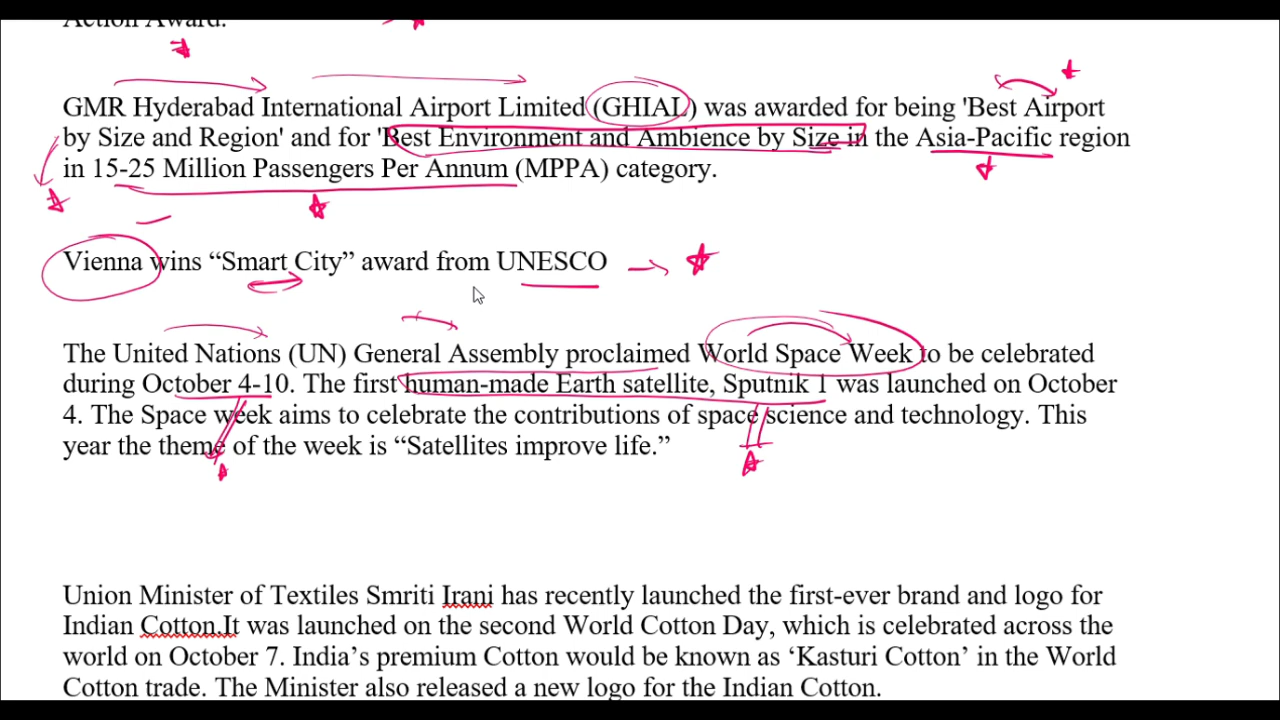 Action Award.
GMR Hyderabad International Airport Limited (GHIAL) was awarded for being 'Best Airport
by Size and Region' and for 'Best Environment and Ambience by Size in the Asia-Pacific region
in 15-25 Million Passengers Per Annum (MPPA) category.
Vienna wins “Smart City” award from UNESCO
The United Nations (UN) General Assembly proclaimed World Space Week to be celebrated
during October 4-10. The first human-made Earth satellite, Sputnik 1 was launched on October
4. The Space week aims to celebrate the contributions of space science and technology. This
year the theme of the week is “Satellites improve life.”
Union Minister of Textiles Smriti Irani has recently launched the first-ever brand and logo for
Indian Cotton.It was launched on the second World Cotton Day, which is celebrated across the
world on October 7. India’s premium Cotton would be known as ‘Kasturi Cotton’ in the World
Cotton trade. The Minister also released a new logo for the Indian Cotton.